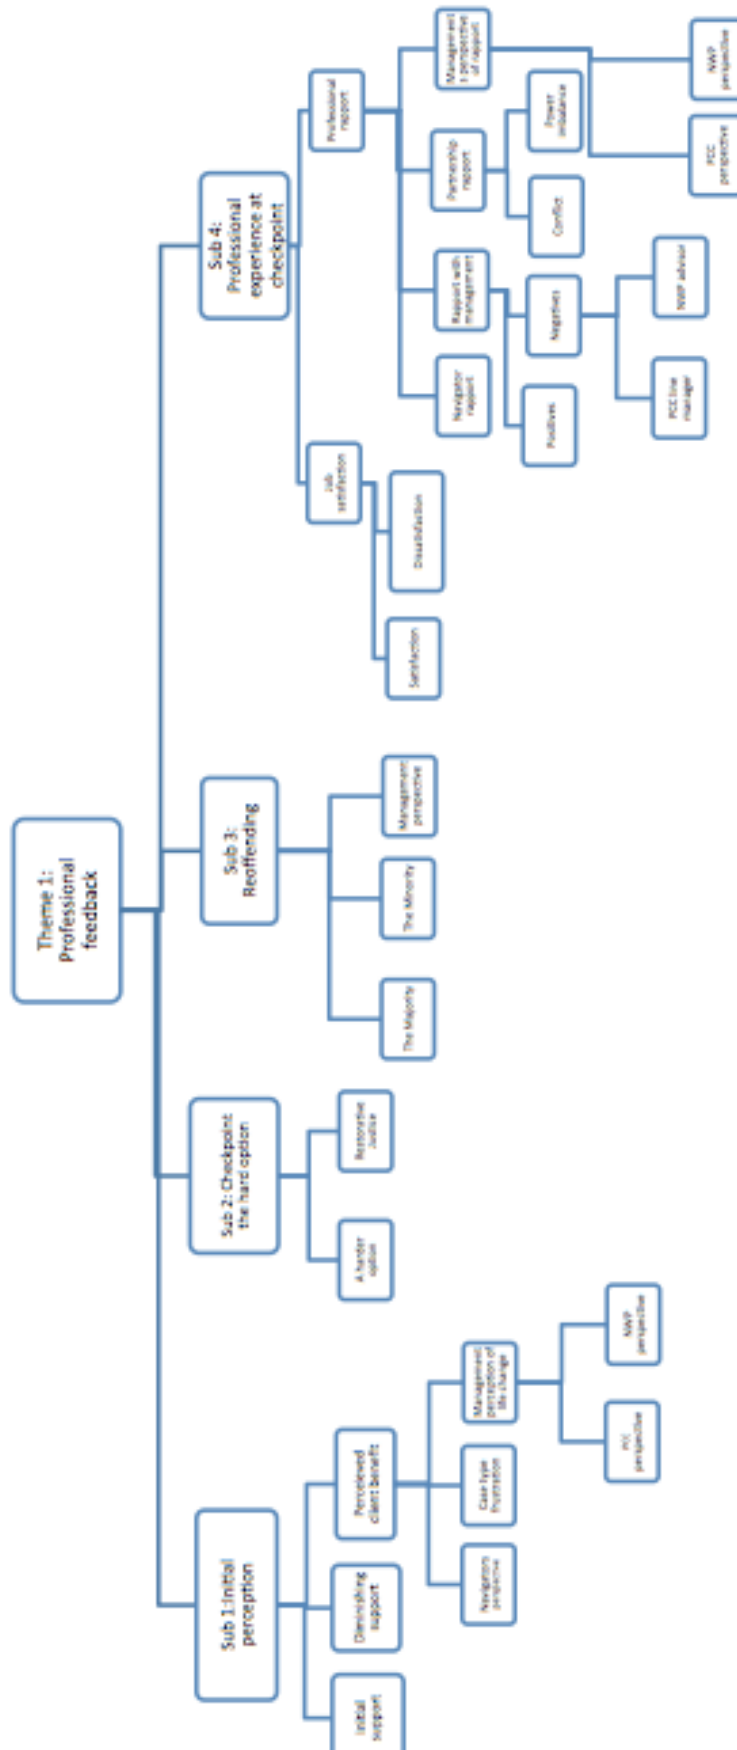 Theme 1:
Professional
feedback
Sub 1:Initial
perception
Initial
support
Diminishing
support
Perceived
client benefit
Navigators
perspective
Case type
frustration
Management
perception of
life change
PCC
perspective
NWP
perspective
Sub 2: Checkpoint
the hard option
A harder
option
Restorative
Justice
Sub 3:
Reoffending
The Majority
The Minority
Management
perspective
Sub 4:
Professional
experience at
checkpoint
Job
satisfaction
Satisfaction
Dissatisfaction
Professional
rapport
Navigator
rapport
Rapport with
management
Positives
Negatives
PCC line
manager
NWP advisor
Partnership
rapport
Conflict
Power
imbalance
Management
s perspective
of rapport
PCC
perspective
NWP
perspective